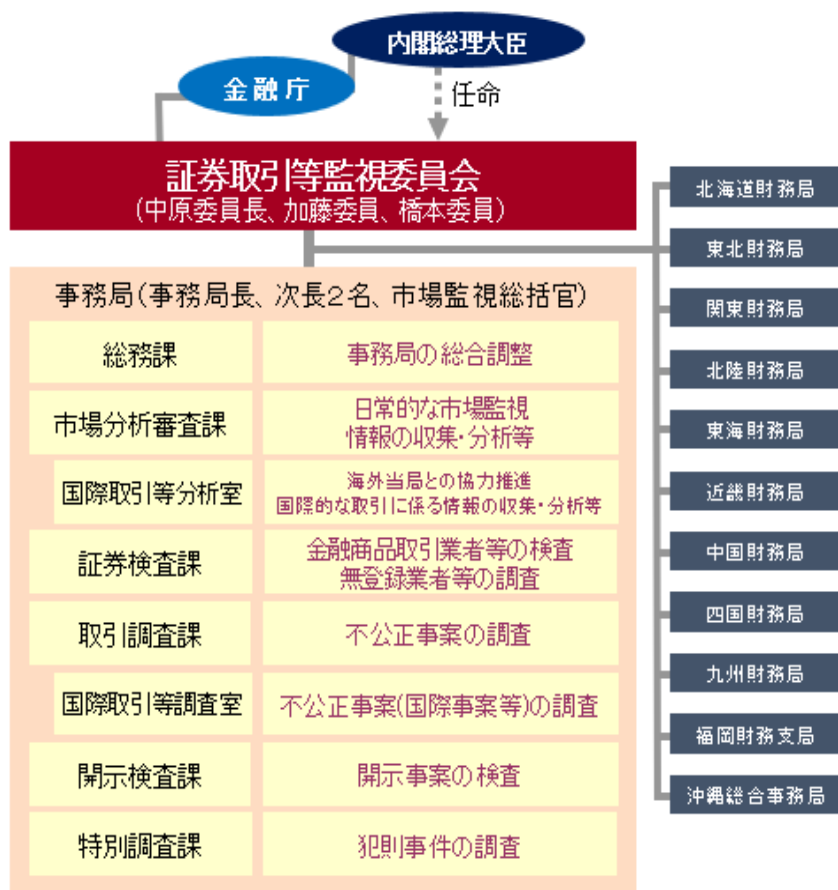 内閣総理大臣
金融庁
任命
証券取引等監視委員会
(中原委員長、加藤委員、橋本委員)
事務局(事務局長、次長2名、市場監視総括官)
総務課
事務局の総合調整
市場分析審査課
日常的な市場監視
情報の収集・分析等
国際取引等分析室
海外当局との協力推進
国際的な取引に係る情報の収集・分析等
証券検査課
金融商品取引業者等の検査
無登録業者等の調査
取引調査課
不公正事案の調査
国際取引等調査室
不公正事案(国際事案等)の調査
開示検査課
開示事案の検査
特別調査課
犯則事件の調査
北海道財務局
東北財務局
関東財務局
北陸財務局
東海財務局
近畿財務局
中国財務局
四国財務局
九州財務局
福岡財務支局
沖縄総合事務局